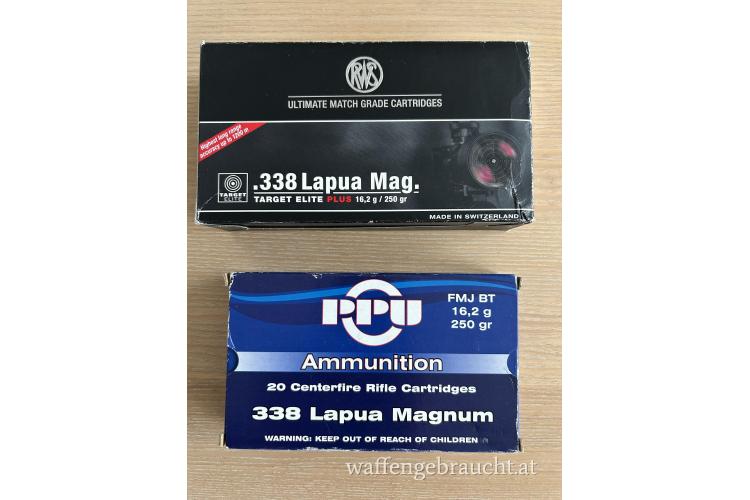 RWS
ULTIMATE MATCH GRADE CARTRIDGES
Highest long range
accuracy up to 1200 m
.338 Lapua Mag.
TARGET ELITE
TARGET ELITE PLUS 16,2 g / 250 gr
MADE IN SWITZERLAND
PPU
FMJ BT
16,2 g
250 gr
Ammunition
20 Centerfire Rifle Cartridges
338 Lapua Magnum
WARNING: KEEP OUT OF REACH OF CHILDREN
waffengebraucht.at